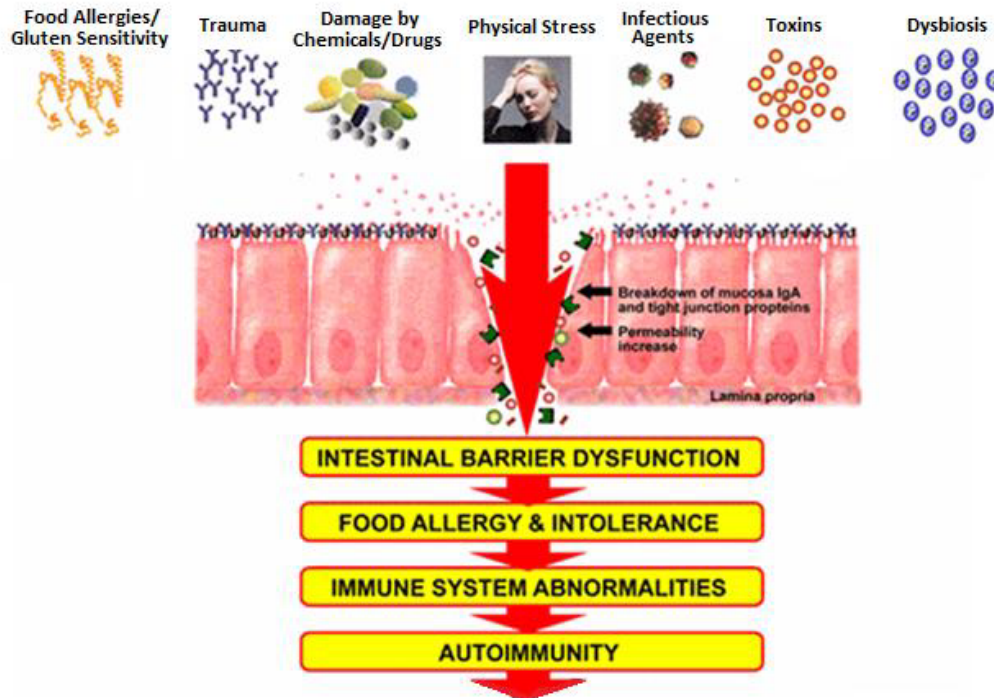 Food Allergies/
Gluten Sensitivity
Trauma
Damage by
Chemicals/Drugs
Physical Stress
Infectious
Agents
Toxins
Dysbiosis
Breakdown of mucosa IgA
and tight junction propteins
Permeability
increase
Lamina propria
INTESTINAL BARRIER DYSFUNCTION
FOOD ALLERGY & INTOLERANCE
IMMUNE SYSTEM ABNORMALITIES
AUTOIMMUNITY